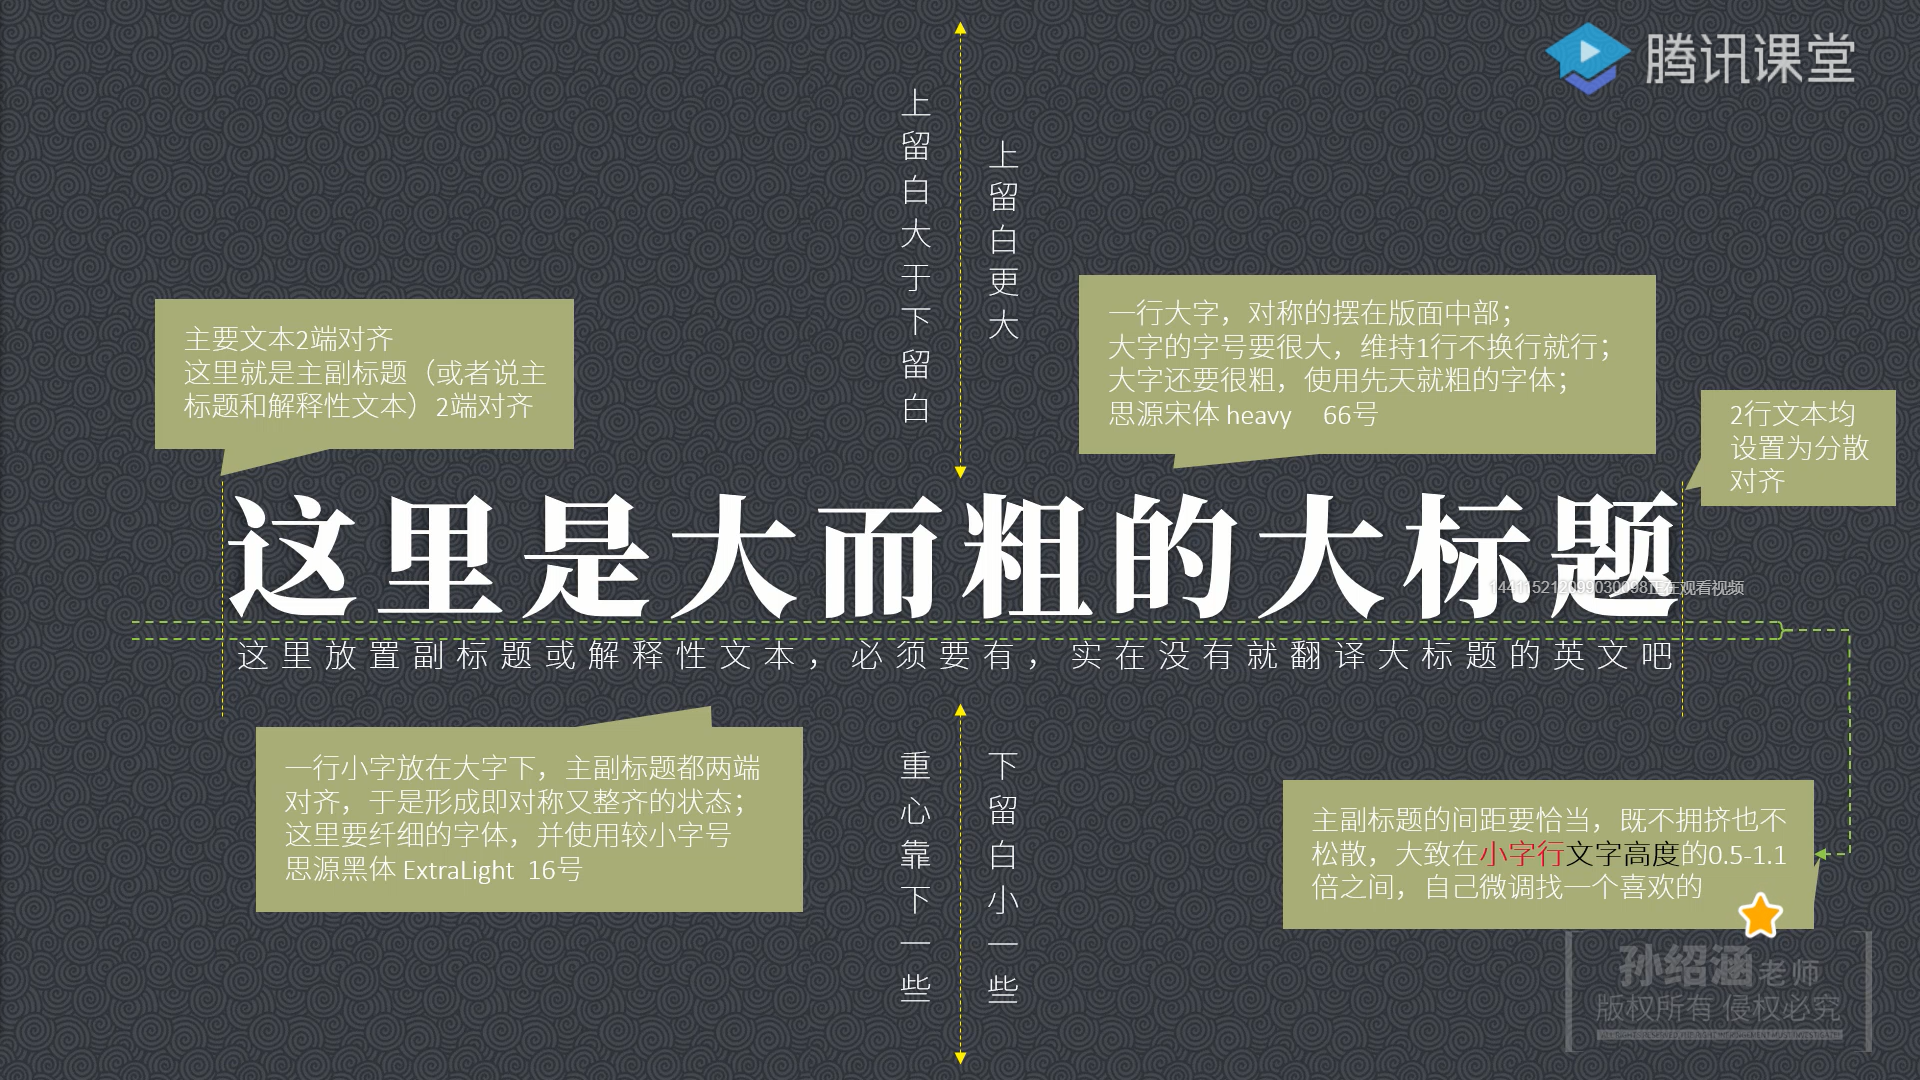 腾讯课堂
上留白大于下留白
上留白更大
一行大字，对称的摆在版面中部；
大字的字号要很大，维持1行不换行就行；
大字还要很粗，使用先天就粗的字体；
思源宋体 heavy 66号
主要文本2端对齐
这里就是主副标题（或者说主
标题和解释性文本）2端对齐
2行文本均
设置为分散
对齐
这里是大而粗的大标题
正在观看视频
这里放置副标题或解释性文本，必须要有，实在没有就翻译大标题的英文吧
一行小字放在大字下，主副标题都两端
对齐，于是形成即对称又整齐的状态；
这里要纤细的字体，并使用较小字号
思源黑体 ExtraLight 16号
重心靠下一些
下留白小一些
主副标题的间距要恰当，既不拥挤也不
松散，大致在小字行文字高度的0.5-1.1
倍之间，自己微调找一个喜欢的
孙绍涵老师
版权所有 侵权必究